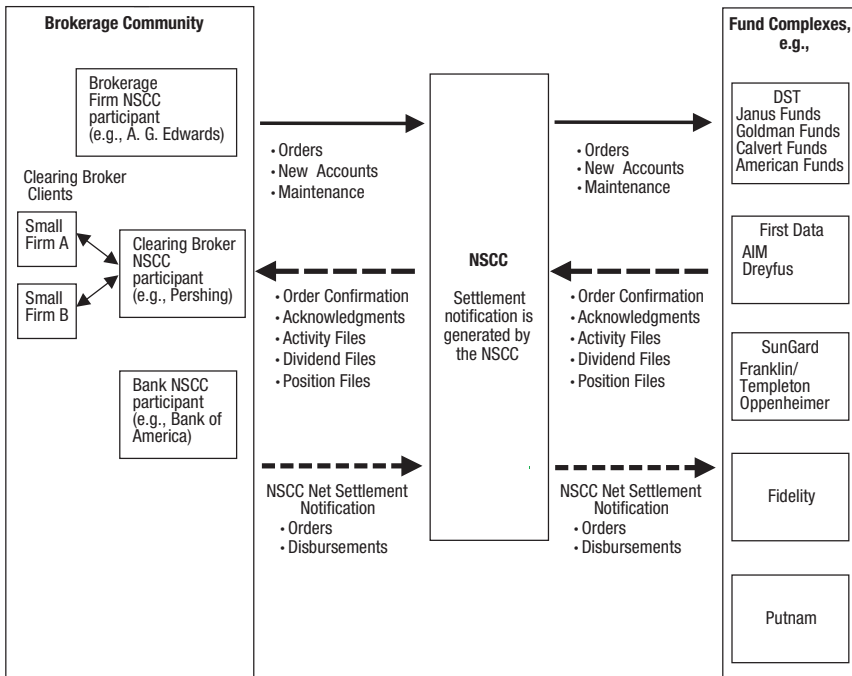 Brokerage Community
Brokerage
Firm NSCC
participant
(e.g., A. G. Edwards)
Clearing Broker
Clients
Small
Firm A
Small
Firm B
Clearing Broker
NSCC
participant
(e.g., Pershing)
Bank NSCC
participant
(e.g., Bank of
America)
• Orders
• New Accounts
• Maintenance
• Order Confirmation
• Acknowledgments
• Activity Files
• Dividend Files
• Position Files
NSCC Net Settlement
Notification
• Orders
• Disbursements
NSCC
Settlement
notification is
generated by
the NSCC
• Orders
• New Accounts
• Maintenance
• Order Confirmation
• Acknowledgments
• Activity Files
• Dividend Files
• Position Files
NSCC Net Settlement
Notification
• Orders
• Disbursements
Fund Complexes,
e.g.,
DST
Janus Funds
Goldman Funds
Calvert Funds
American Funds
First Data
AIM
Dreyfus
SunGard
Franklin/
Templeton
Oppenheimer
Fidelity
Putnam